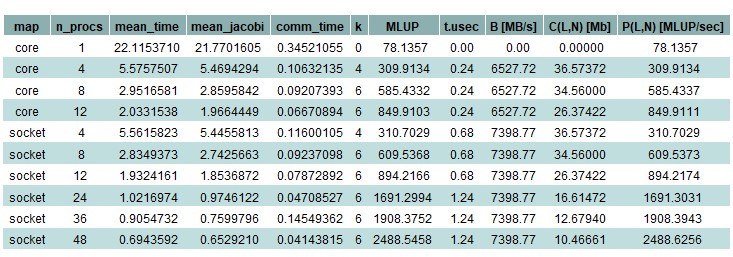 map n_procs mean_time mean_jacobi comm_time k MLUP t.usec B [MB/s] C(L,N) [Mb] P(L,N) [MLUP/sec]
core 1 22.1153710 21.7701605 0.34521055 0 78.1357 0.00 0.00 0.00000 78.1357
core 4 5.5757507 5.4694294 0.10632135 4 309.9134 0.24 6527.72 36.57372 309.9134
core 8 2.9516581 2.8595842 0.09207393 6 585.4332 0.24 6527.72 34.56000 585.4337
core 12 2.0331538 1.9664449 0.06670894 6 849.9103 0.24 6527.72 26.37422 849.9111
socket 4 5.5615823 5.4455813 0.11600105 4 310.7029 0.68 7398.77 36.57372 310.7029
socket 8 2.8349373 2.7425663 0.09237098 6 609.5368 0.68 7398.77 34.56000 609.5373
socket 12 1.9324161 1.8536872 0.07872892 6 894.2166 0.68 7398.77 26.37422 894.2174
socket 24 1.0216974 0.9746122 0.04708527 6 1691.2994 1.24 7398.77 16.61472 1691.3031
socket 36 0.9054732 0.7599796 0.14549362 6 1908.3752 1.24 7398.77 12.67940 1908.3943
socket 48 0.6943592 0.6529210 0.04143815 6 2488.5458 1.24 7398.77 10.46661 2488.6256